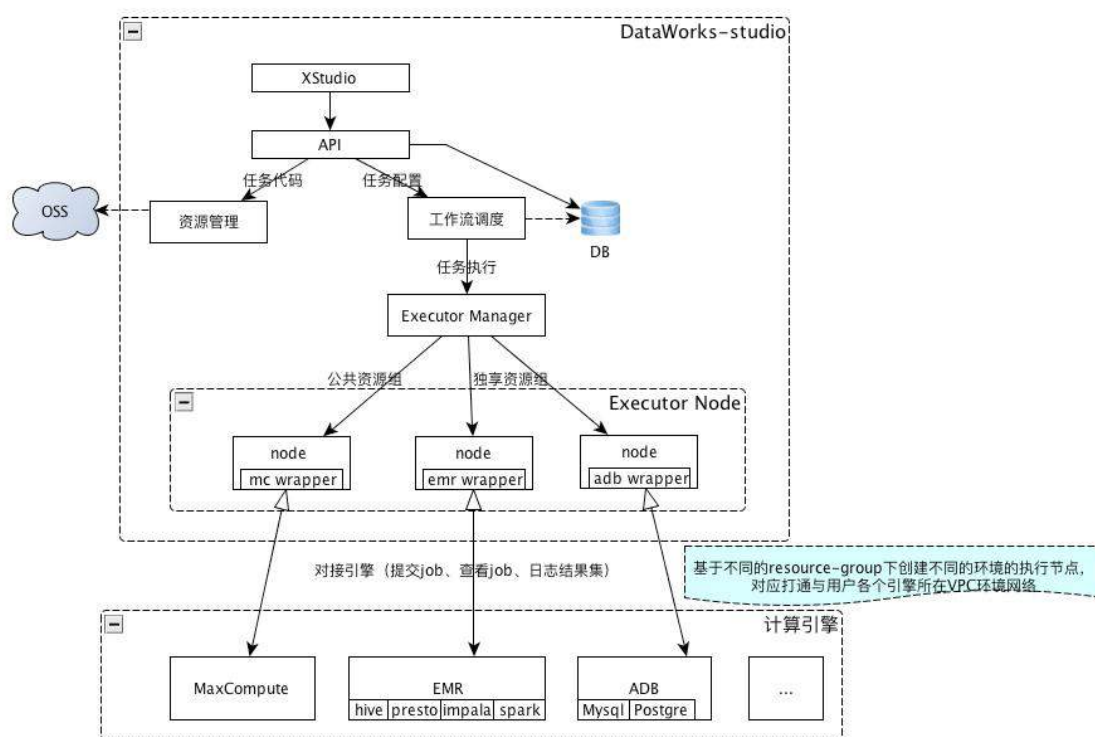 DataWorks-studio
XStudio
API
任务代码
任务配置
OSS
资源管理
工作流调度
DB
任务执行
Executor Manager
公共资源组
独享资源组
Executor Node
node
mc wrapper
node
emr wrapper
node
adb wrapper
对接引擎（提交job、查看job、日志结果集）
基于不同的resource-group下创建不同的环境的执行节点，
对应打通与用户各个引擎所在VPC环境网络
计算引擎
MaxCompute
EMR
hive presto impala spark
ADB
Mysql Postgre
...